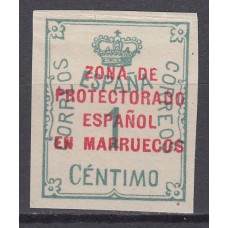 CORREOS
ESPAÑA
CORREOS
ZONA DE
PROTECTORADO
ESPAÑOL
EN MARRUECOS
1
CÉNTIMO